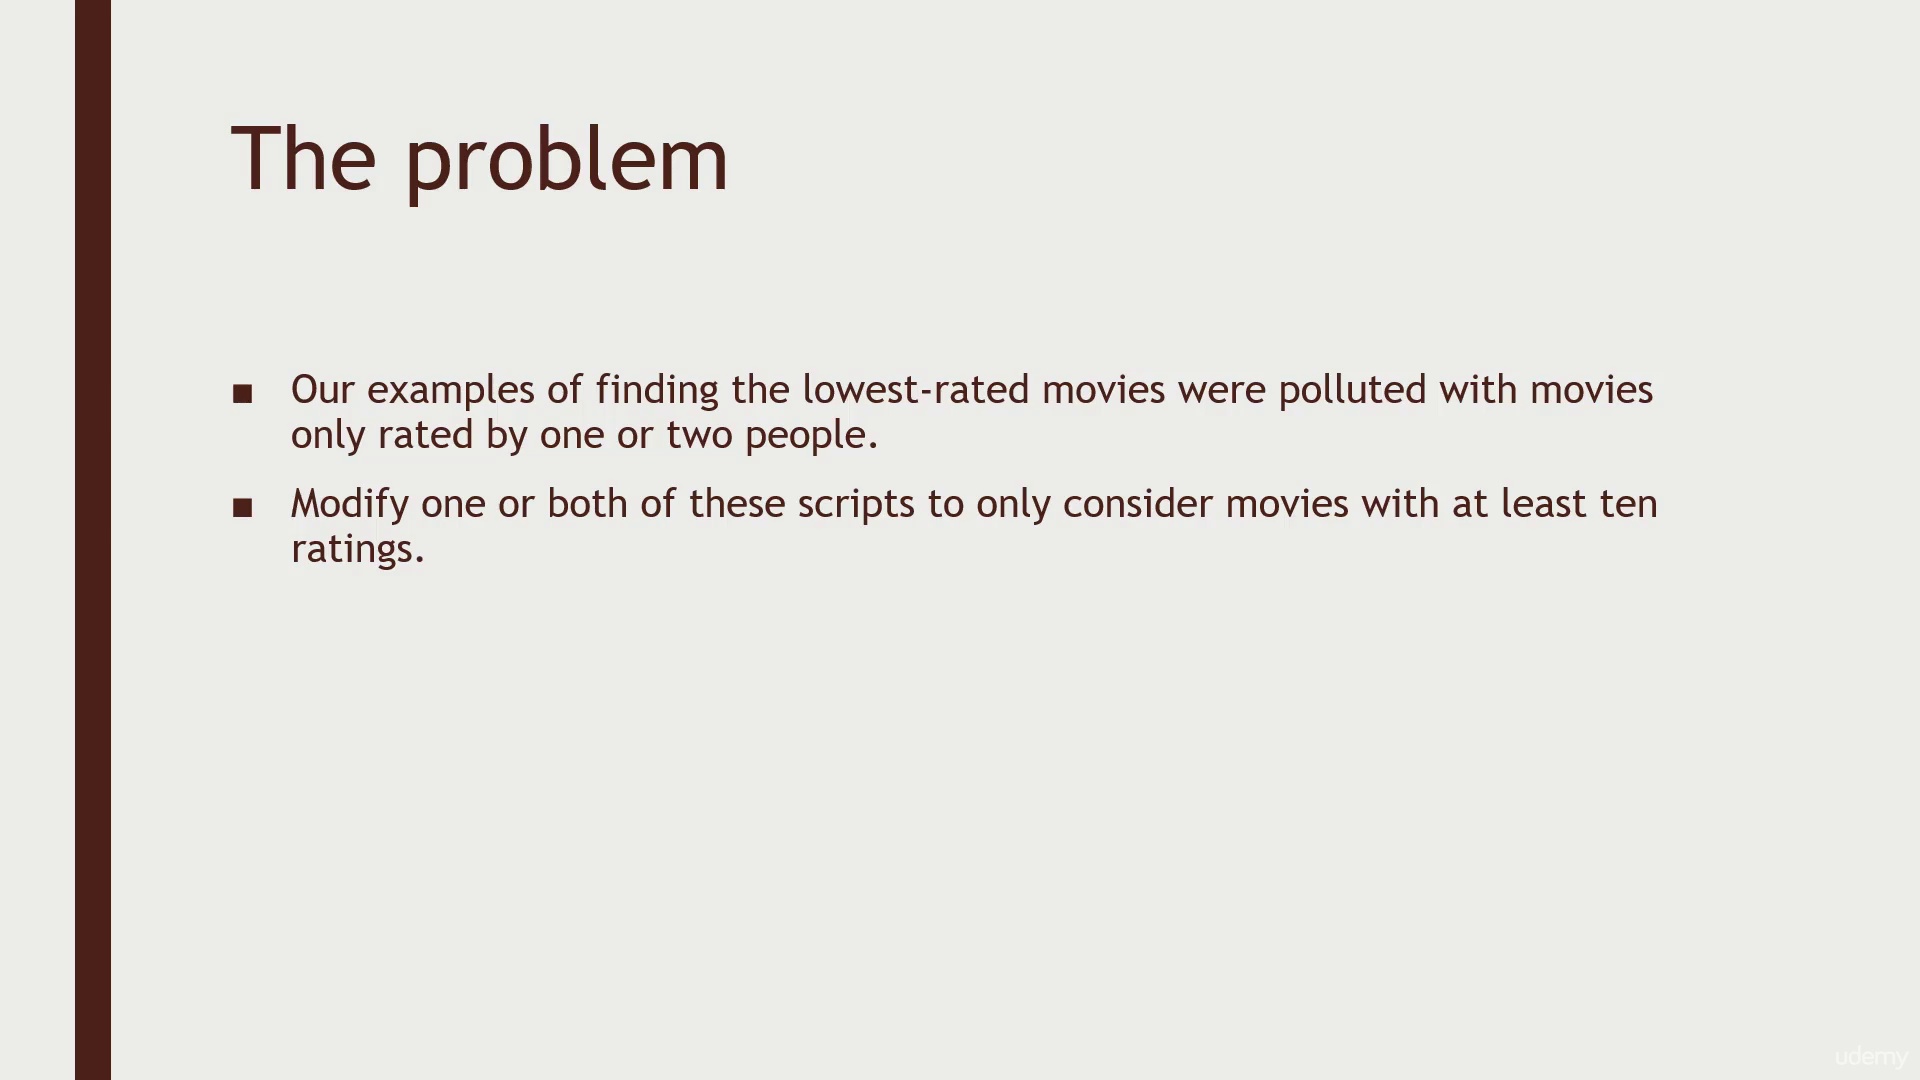 The problem
■ Our examples of finding the lowest-rated movies were polluted with movies
only rated by one or two people.
■ Modify one or both of these scripts to only consider movies with at least ten
ratings.
udemy